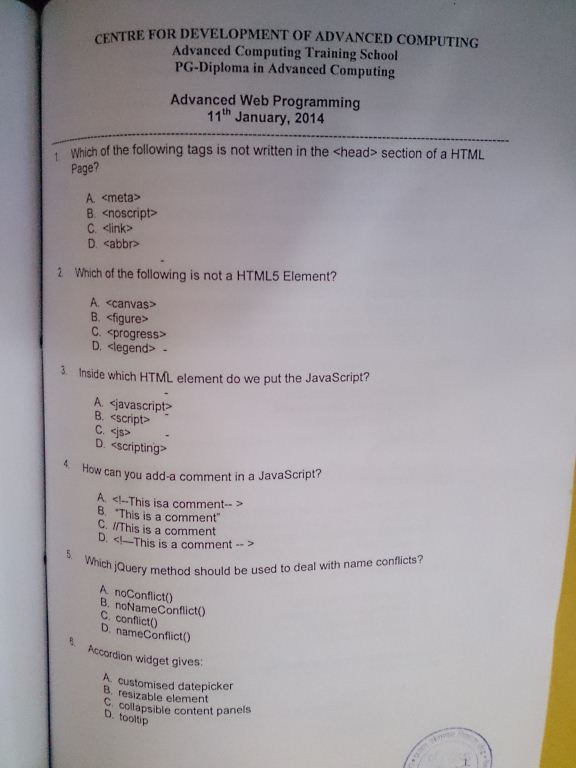 CENTRE FOR DEVELOPMENT OF ADVANCED COMPUTING
Advanced Computing Training School
PG-Diploma in Advanced Computing
Advanced Web Programming
11th January, 2014
1 Which of the following tags is not written in the <head> section of a HTML
Page?
A. <meta>
B. <noscript>
C. <link>
D. <abbr>
2 Which of the following is not a HTML5 Element?
A. <canvas>
B. <figure>
C. <progress>
D. <legend>
3. Inside which HTML element do we put the JavaScript?
A. <javascript>
B. <script>
C. <js>
D. <scripting>
4. How can you add-a comment in a JavaScript?
A. <!--This isa comment-- >
B. "This is a comment"
C. //This is a comment
D. <!—This is a comment -- >
5. Which jQuery method should be used to deal with name conflicts?
A. noConflict()
B. noNameConflict()
C. conflict()
D. nameConflict()
6. Accordion widget gives:
A. customised datepicker
B. resizable element
C. collapsible content panels
D. tooltip